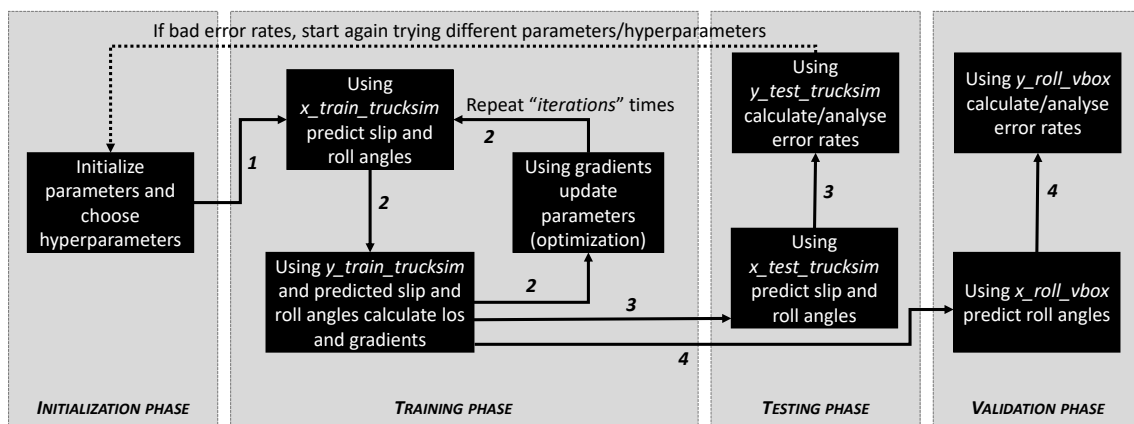 If bad error rates, start again trying different parameters/hyperparameters
Initialize
parameters and
choose
hyperparameters
1
Using
x_train_trucksim
predict slip and
roll angles
Repeat “iterations” times
2
2
Using gradients
update
parameters
(optimization)
Using y_train_trucksim
and predicted slip and
roll angles calculate los
and gradients
2
3
4
Using
y_test_trucksim
calculate/analyse
error rates
3
Using
x_test_trucksim
predict slip and
roll angles
Using y_roll_vbox
calculate/analyse
error rates
4
Using x_roll_vbox
predict roll angles
INITIALIZATION PHASE
TRAINING PHASE
TESTING PHASE
VALIDATION PHASE